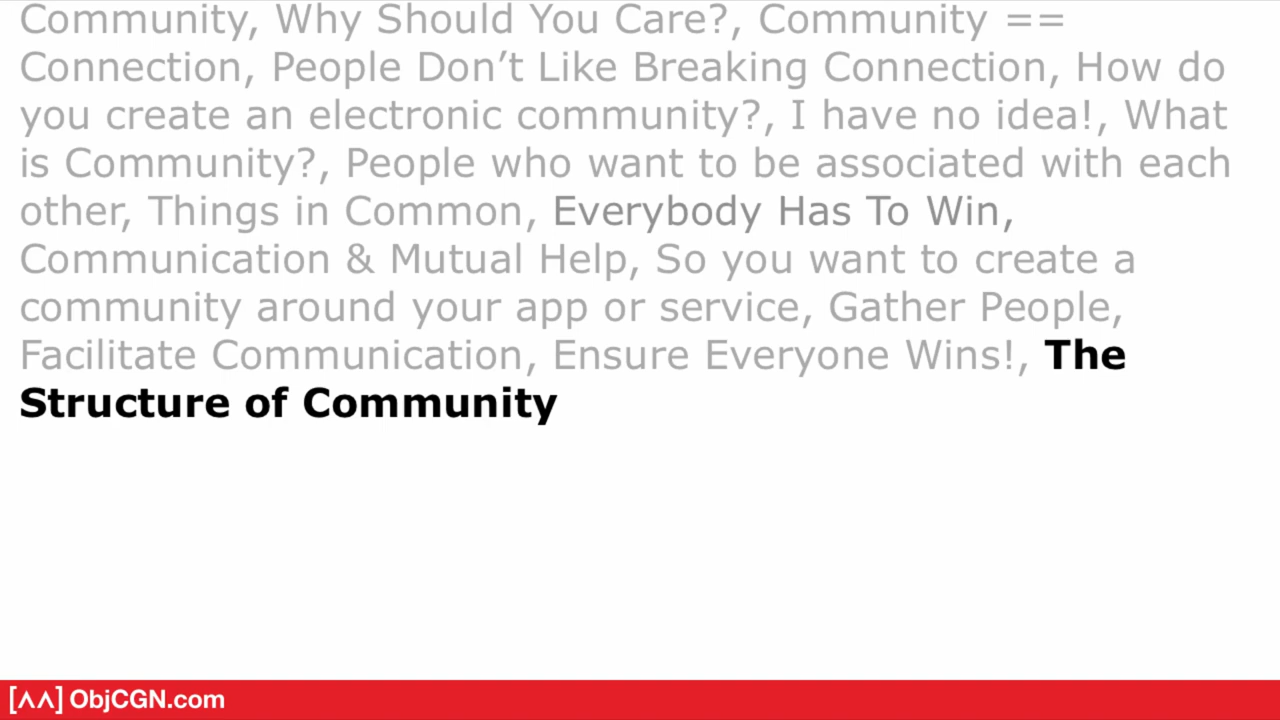 Community, Why Should You Care?, Community ==
Connection, People Don’t Like Breaking Connection, How do
you create an electronic community?, I have no idea!, What
is Community?, People who want to be associated with each
other, Things in Common, Everybody Has To Win,
Communication & Mutual Help, So you want to create a
community around your app or service, Gather People,
Facilitate Communication, Ensure Everyone Wins!, The
Structure of Community
[ʌʌ] ObjCGN.com